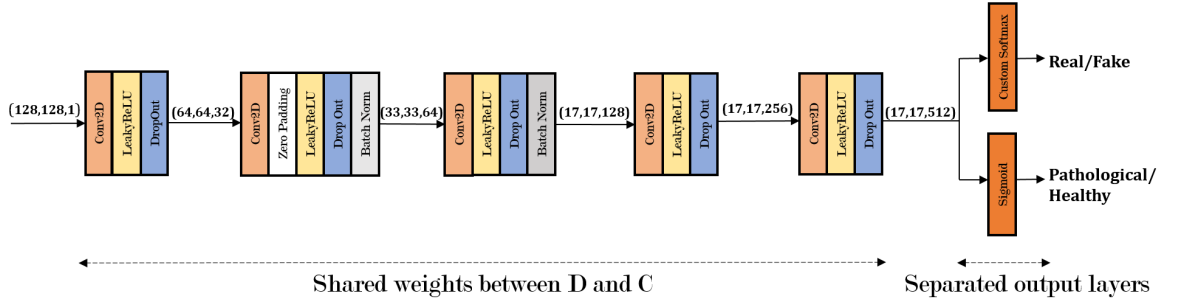 (128,128,1)
Conv2D
LeakyReLU
DropOut
(64,64,32)
Conv2D
Zero Padding
LeakyReLU
Drop Out
Batch Norm
(33,33,64)
Conv2D
LeakyReLU
Drop Out
Batch Norm
(17,17,128)
Conv2D
LeakyReLU
Drop Out
(17,17,256)
Conv2D
LeakyReLU
Drop Out
(17,17,512)
Custom Softmax
Real/Fake
Sigmoid
Pathological/
Healthy
Shared weights between D and C
Separated output layers